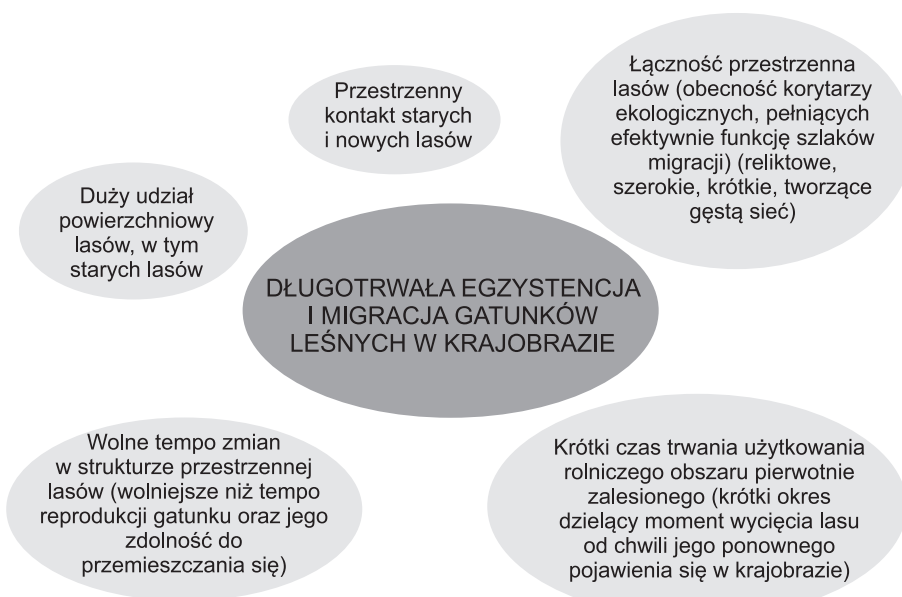 Przestrzenny
kontakt starych
i nowych lasów
Łączność przestrzenna
lasów (obecność korytarzy
ekologicznych, pełniących
efektywnie funkcję szlaków
migracji) (reliktowe,
szerokie, krótkie, tworzące
gęstą sieć)
Duży udział
powierzchniowy
lasów, w tym
starych lasów
DŁUGOTRWAŁA EGZYSTENCJA
I MIGRACJA GATUNKÓW
LEŚNYCH W KRAJOBRAZIE
Wolne tempo zmian
w strukturze przestrzennej
lasów (wolniejsze niż tempo
reprodukcji gatunku oraz jego
zdolność do
przemieszczania się)
Krótki czas trwania użytkowania
rolniczego obszaru pierwotnie
zalesionego (krótki okres
dzielący moment wycięcia lasu
od chwili jego ponownego
pojawienia się w krajobrazie)